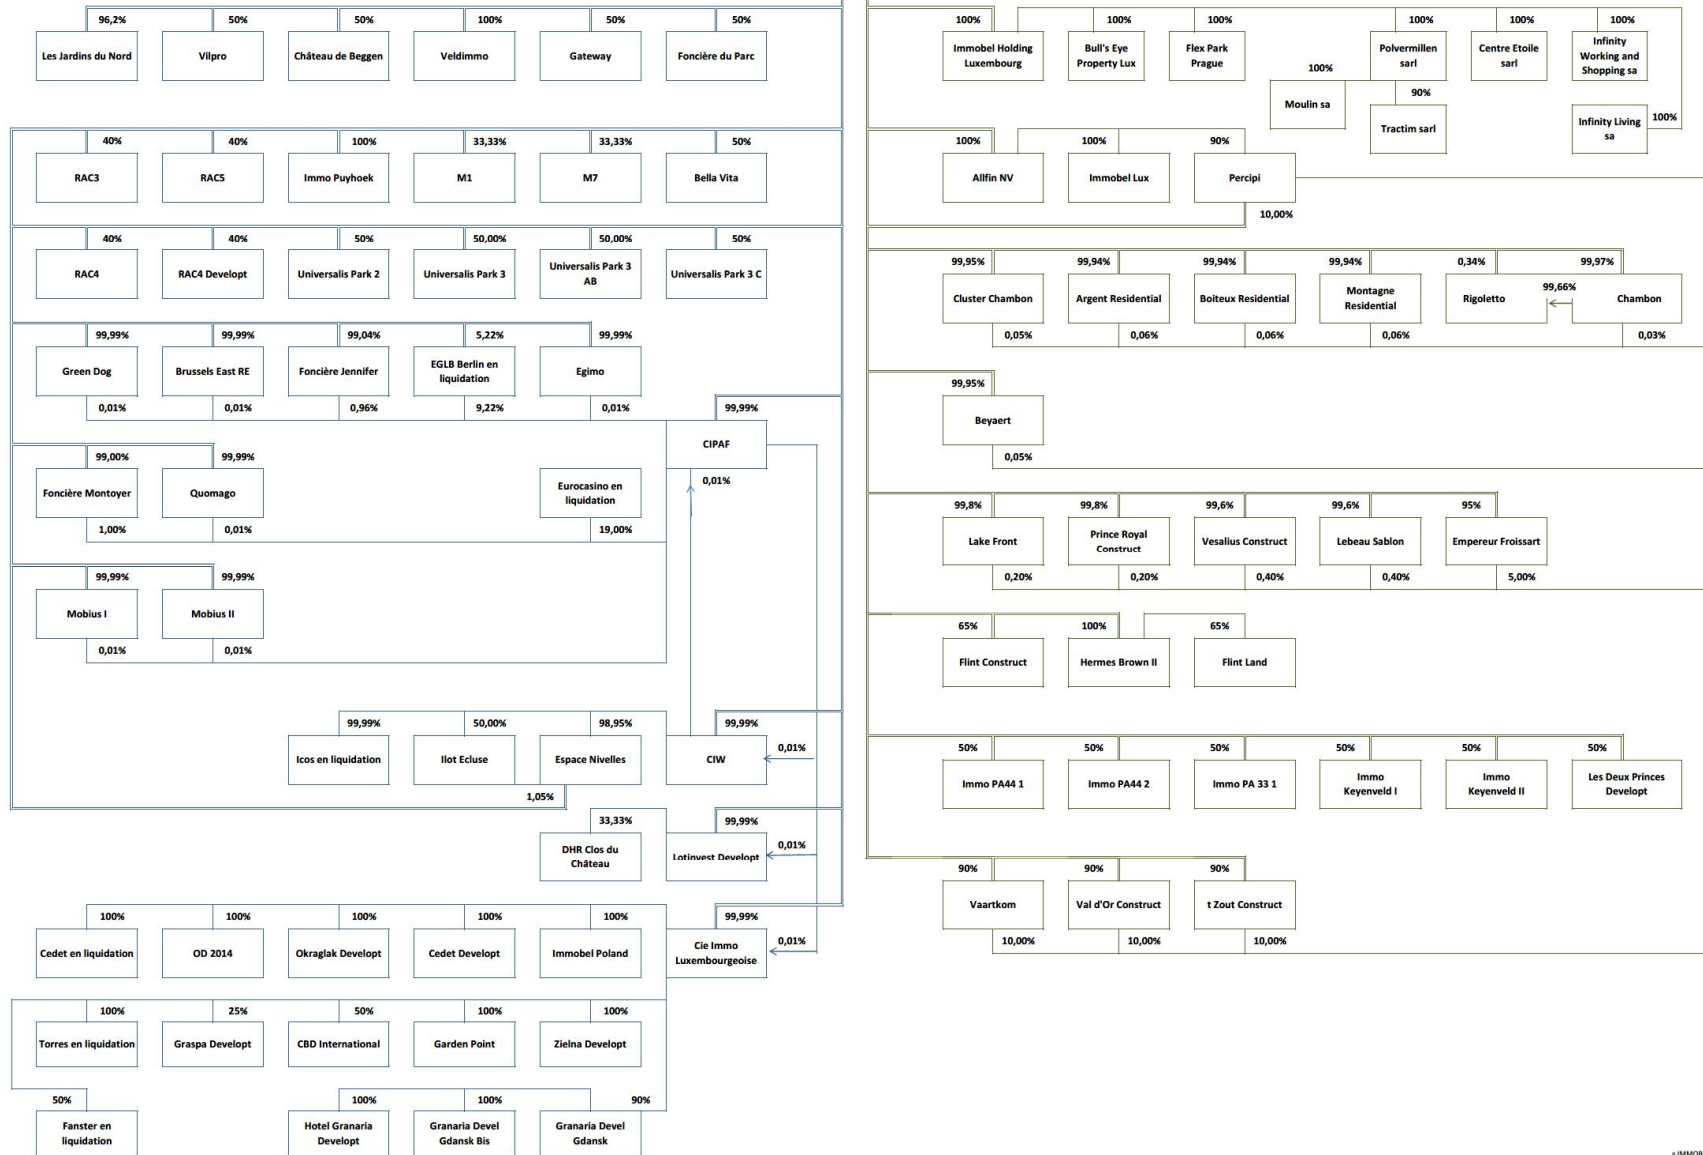 96,2% 50% 50% 100% 50% 50%
Les Jardins du Nord Vilpro Château de Beggen Veldimmo Gateway Foncière du Parc
40% 40% 100% 33,33% 33,33% 50%
RAC3 RAC5 Immo Puyhoek M1 M7 Bella Vita
40% 40% 50% 50,00% 50,00% 50%
RAC4 RAC4 Developt Universalis Park 2 Universalis Park 3 Universalis Park 3
AB
Universalis Park 3 C
99,99% 99,99% 99,04% 5,22% 99,99%
Green Dog Brussels East RE Foncière Jennifer EGLB Berlin en
liquidation
Egimo
0,01% 0,01% 0,96% 9,22% 0,01% 99,99%
CIPAF
0,01%
99,00% 99,99%
Foncière Montoyer Quomago Eurocasino en
liquidation
1,00% 0,01% 19,00%
99,99% 99,99%
Mobius I Mobius II
0,01% 0,01%
99,99% 50,00% 98,95% 99,99%
Icos en liquidation Ilot Ecluse Espace Nivelles CIW
0,01%
1,05%
33,33% 99,99%
DHR Clos du
Château
Lotinvest Developt
0,01%
100% 100% 100% 100% 100% 99,99%
Cedet en liquidation OD 2014 Okraglak Developt Cedet Developt Immobel Poland Cie Immo
Luxembourgeoise
0,01%
100% 25% 50% 100% 100%
Torres en liquidation Graspa Developt CBD International Garden Point Zielna Developt
50% 100% 100% 90%
Fanster en
liquidation
Hotel Granaria
Developt
Granaria Devel
Gdansk Bis
Granaria Devel
Gdansk
100% 100% 100% 100% 100% 100%
Immobel Holding
Luxembourg
Bull's Eye
Property Lux
Flex Park
Prague
Polvermillen
sarl
Centre Etoile
sarl
Infinity
Working and
Shopping sa
100%
Moulin sa
90%
Tractim sarl
Infinity Living
sa
100%
100% 100% 90%
Allfin NV Immobel Lux Percipi
10,00%
99,95% 99,94% 99,94% 99,94% 0,34% 99,97%
Cluster Chambon Argent Residential Boiteux Residential Montagne
Residential
Rigoletto 99,66% Chambon
0,05% 0,06% 0,06% 0,06% 0,03%
99,95%
Beyaert
0,05%
99,8% 99,8% 99,6% 99,6% 95%
Lake Front Prince Royal
Construct
Vesalius Construct Lebeau Sablon Empereur Froissart
0,20% 0,20% 0,40% 0,40% 5,00%
65% 100% 65%
Flint Construct Hermes Brown II Flint Land
50% 50% 50% 50% 50% 50%
Immo PA44 1 Immo PA44 2 Immo PA 33 1 Immo
Keyenveld I
Immo
Keyenveld II
Les Deux Princes
Developt
90% 90% 90%
Vaartkom Val d'Or Construct t Zout Construct
10,00% 10,00% 10,00%